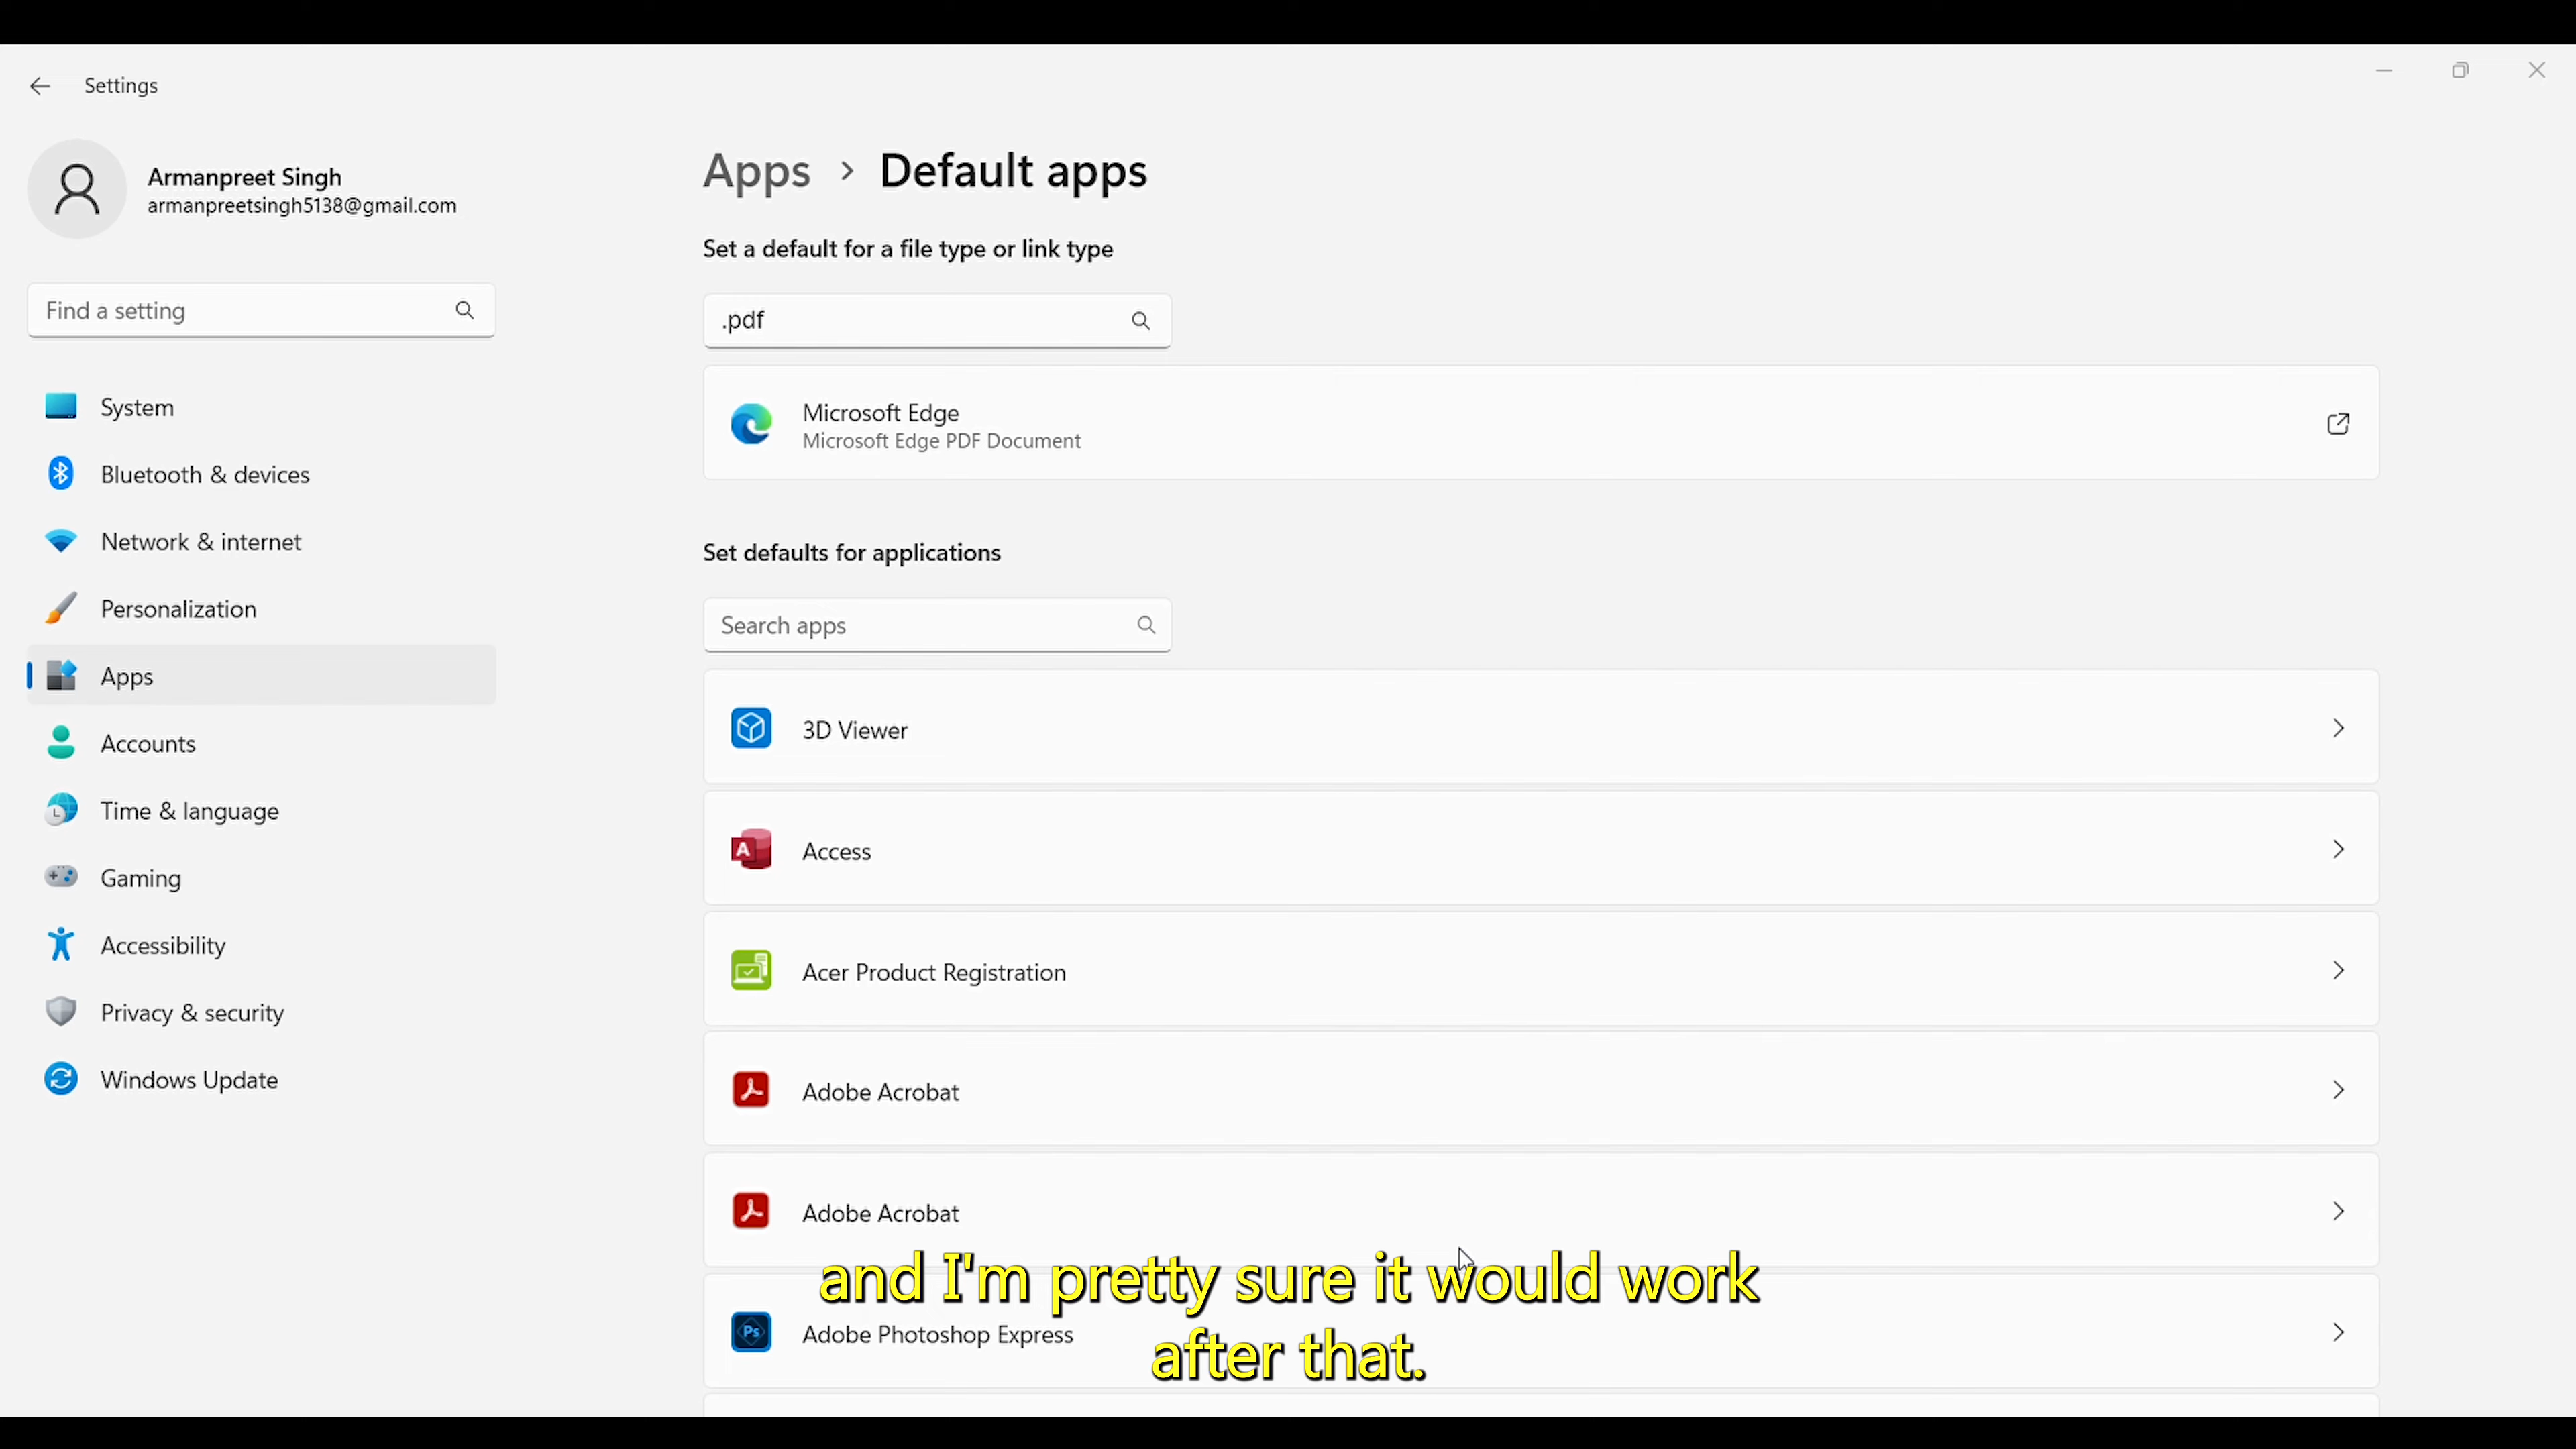 Settings
Armanpreet Singh
armanpreetsingh5138@gmail.com
Find a setting
System
Bluetooth & devices
Network & internet
Personalization
Apps
Accounts
Time & language
Gaming
Accessibility
Privacy & security
Windows Update
Apps > Default apps
Set a default for a file type or link type
.pdf
Microsoft Edge
Microsoft Edge PDF Document
Set defaults for applications
Search apps
3D Viewer
Access
Acer Product Registration
Adobe Acrobat
Adobe Acrobat
Adobe Photoshop Express
and I'm pretty sure it would work
after that.